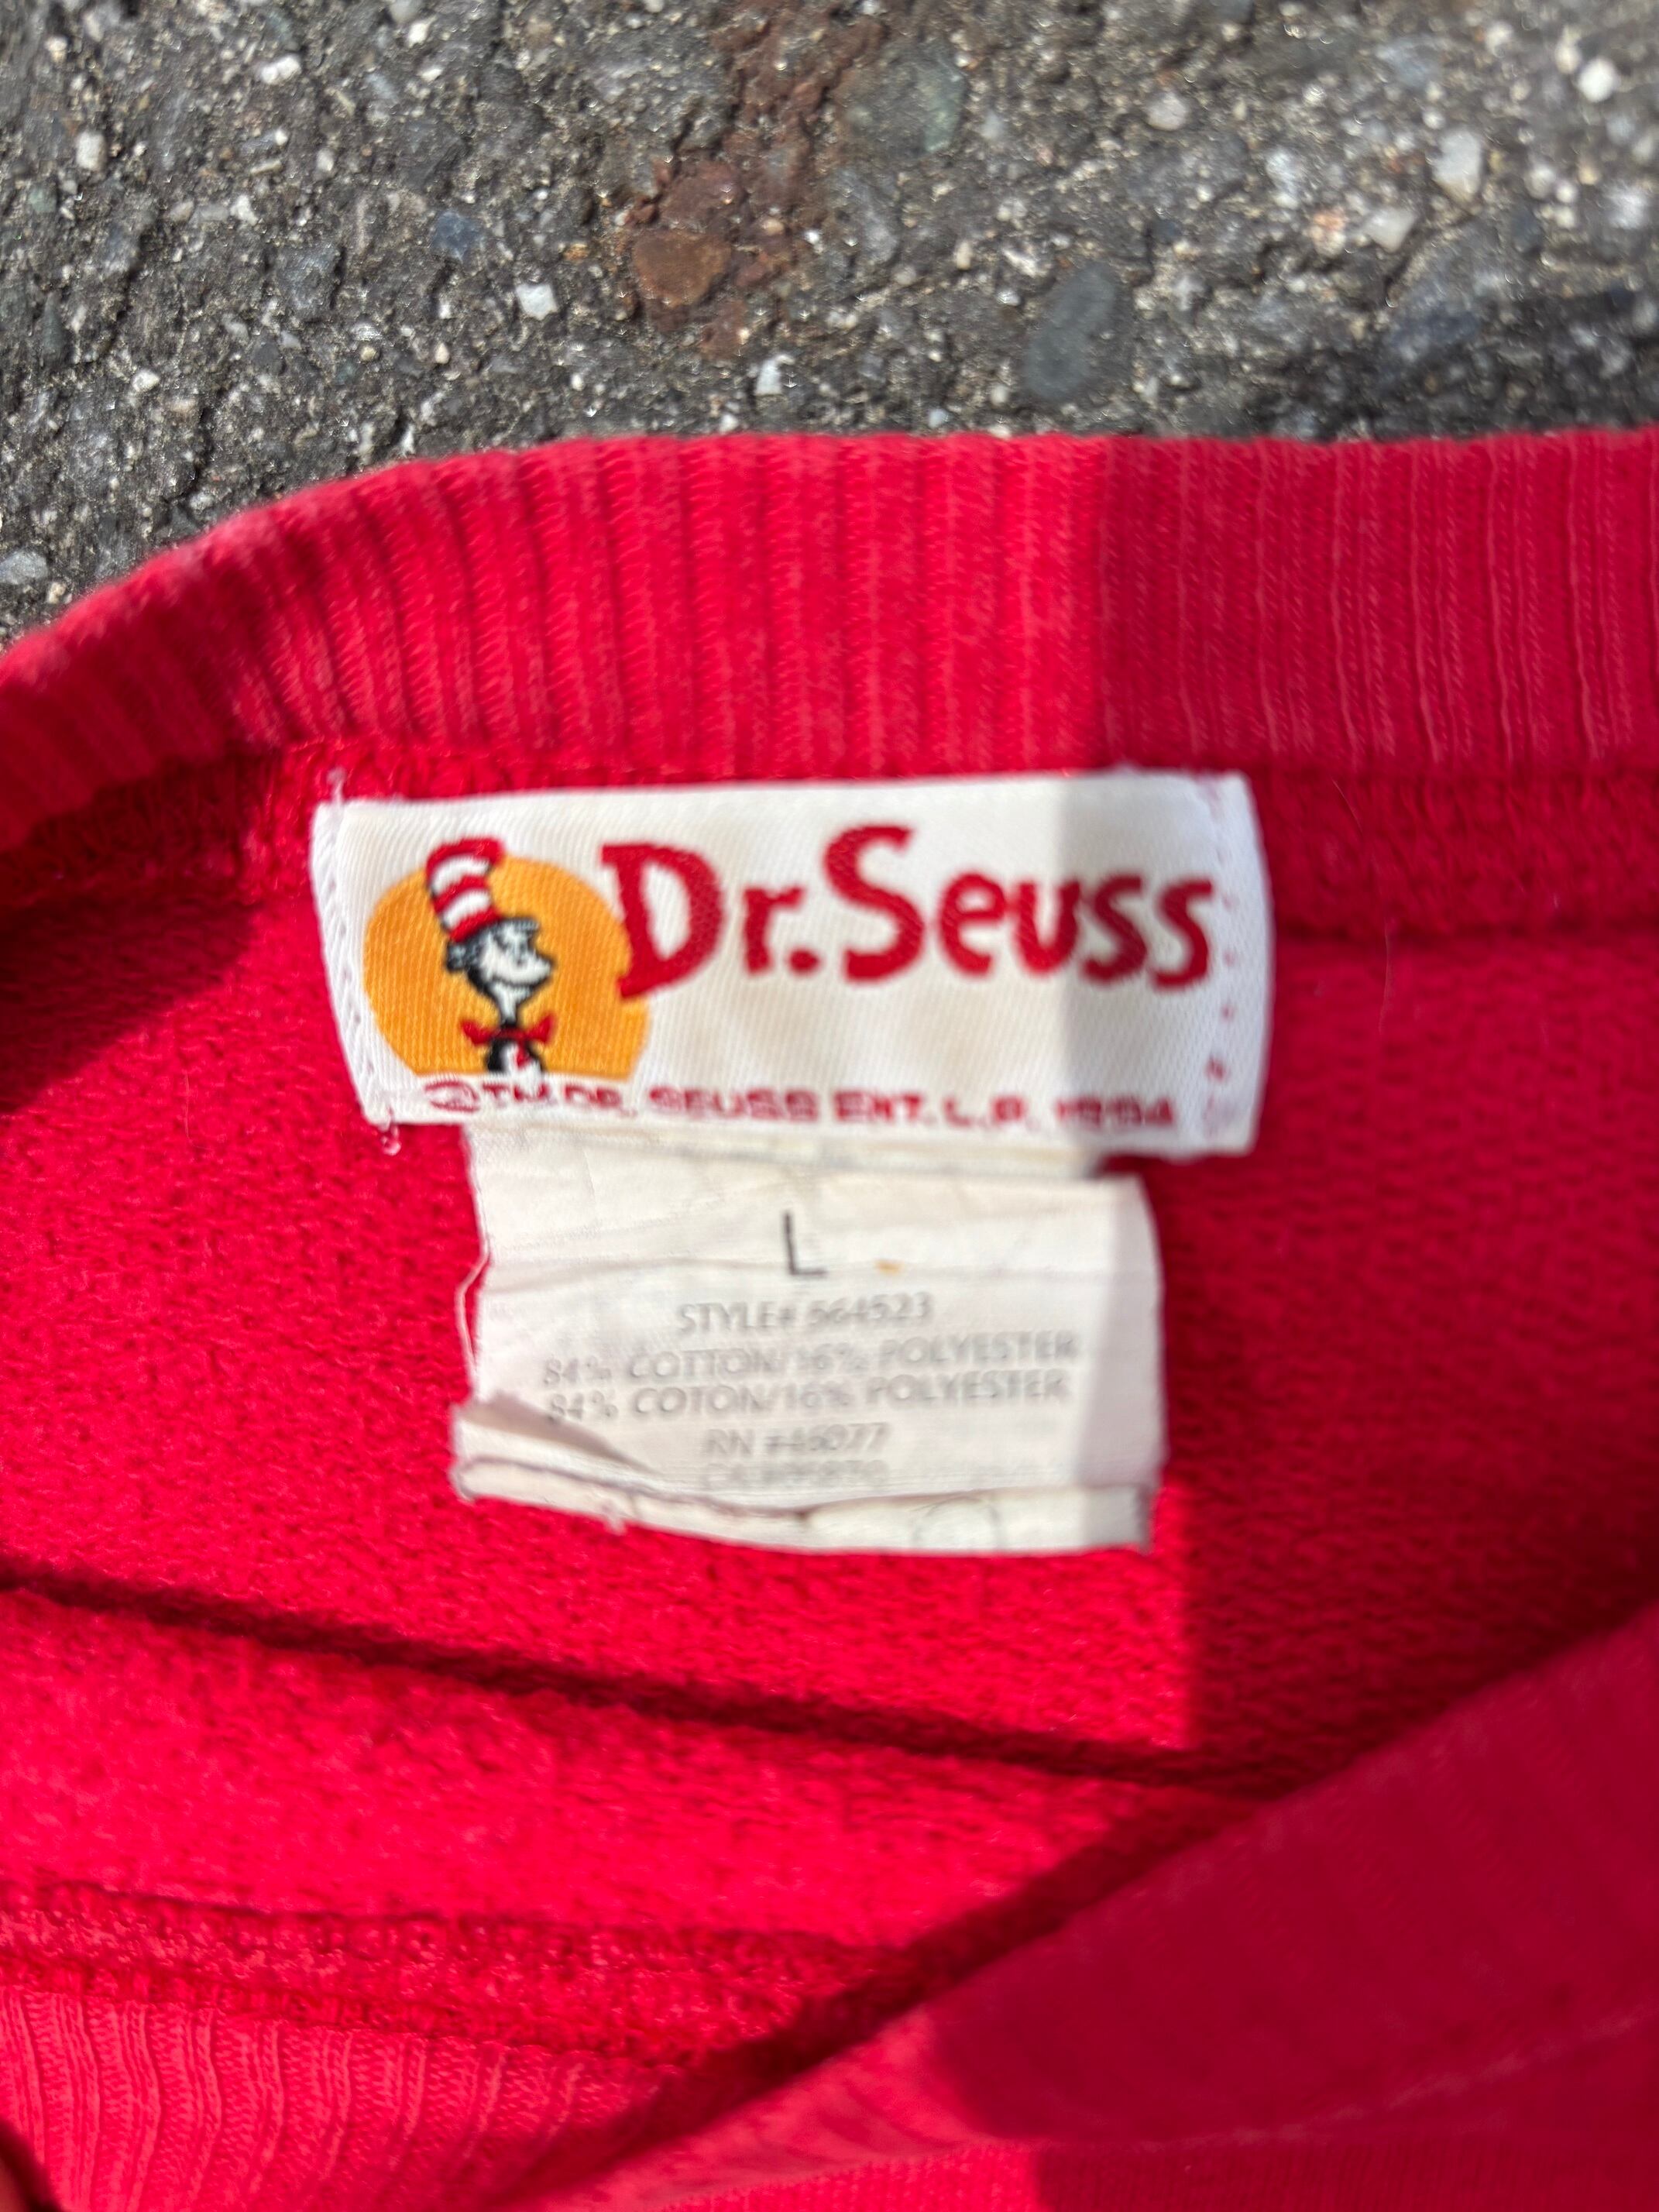 Dr. Seuss
©TM DR. SEUSS ENT. L.P. 1994
L
STYLE# 564523
84% COTTON/16% POLYESTER
84% COTON/16% POLYESTER
RN #46077